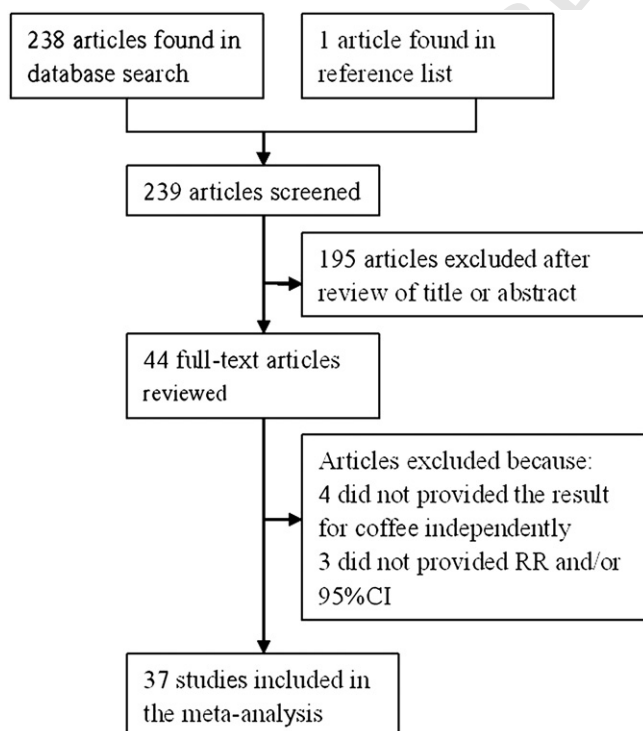 238 articles found in
database search
1 article found in
reference list
239 articles screened
195 articles excluded after
review of title or abstract
44 full-text articles
reviewed
Articles excluded because:
4 did not provided the result
for coffee independently
3 did not provided RR and/or
95%CI
37 studies included in
the meta-analysis